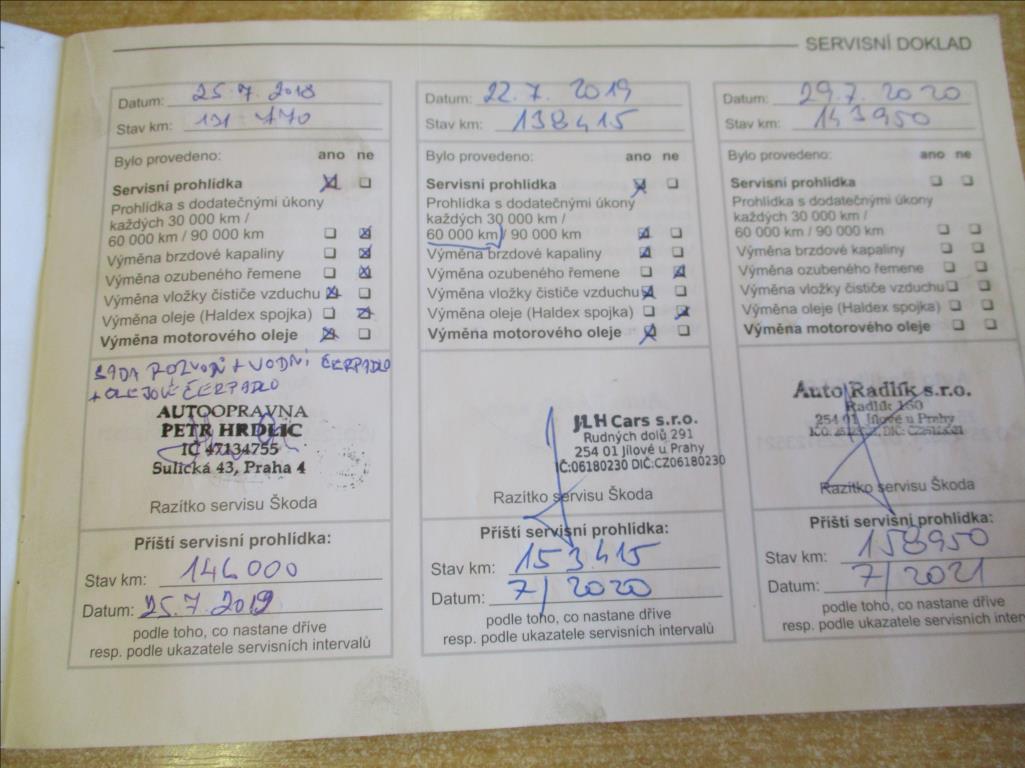 SERVISNÍ DOKLAD
Datum: 25.7.2018
Stav km: 131 770
Bylo provedeno: ano ne
Servisní prohlídka
Prohlídka s dodatečnými úkony
každých 30 000 km /
60 000 km / 90 000 km
Výměna brzdové kapaliny
Výměna ozubeného řemene
Výměna vložky čističe vzduchu
Výměna oleje (Haldex spojka)
Výměna motorového oleje
SADA ROZVODŮ + VODNÍ ČERPADLO
+ OLEJOVÉ ČERPADLO
AUTOOPRAVNA
PETR HRDLIC
IC 47134755
Sulická 43, Praha 4
Razítko servisu Škoda
Příští servisní prohlídka:
Stav km: 146000
Datum: 25.7.2019
podle toho, co nastane dříve
resp. podle ukazatele servisních intervalů
Datum: 22.7. 2019
Stav km: 138415
Bylo provedeno: ano ne
Servisní prohlídka
Prohlídka s dodatečnými úkony
každých 30 000 km /
60 000 km / 90 000 km
Výměna brzdové kapaliny
Výměna ozubeného řemene
Výměna vložky čističe vzduchu
Výměna oleje (Haldex spojka)
Výměna motorového oleje
JLH Cars s.r.o.
Rudných dolů 291
254 01 Jílové u Prahy
IČ:06180230 DIČ:CZ06180230
Razítko servisu Škoda
Příští servisní prohlídka:
Stav km: 153.415
Datum: 7/2020
podle toho, co nastane dříve
resp. podle ukazatele servisních intervalů
Datum: 29.7.2020
Stav km: 143950
Bylo provedeno: ano ne
Servisní prohlídka
Prohlídka s dodatečnými úkony
každých 30 000 km /
60 000 km / 90 000 km
Výměna brzdové kapaliny
Výměna ozubeného řemene
Výměna vložky čističe vzduchu
Výměna oleje (Haldex spojka)
Výměna motorového oleje
Auto Radlík s.r.o.
Radlík 150
254 01 Jílové u Prahy
Razítko servisu Škoda
Příští servisní prohlídka:
Stav km: 158950
Datum: 7/2021
podle toho, co nastane dříve
resp. podle ukazatele servisních